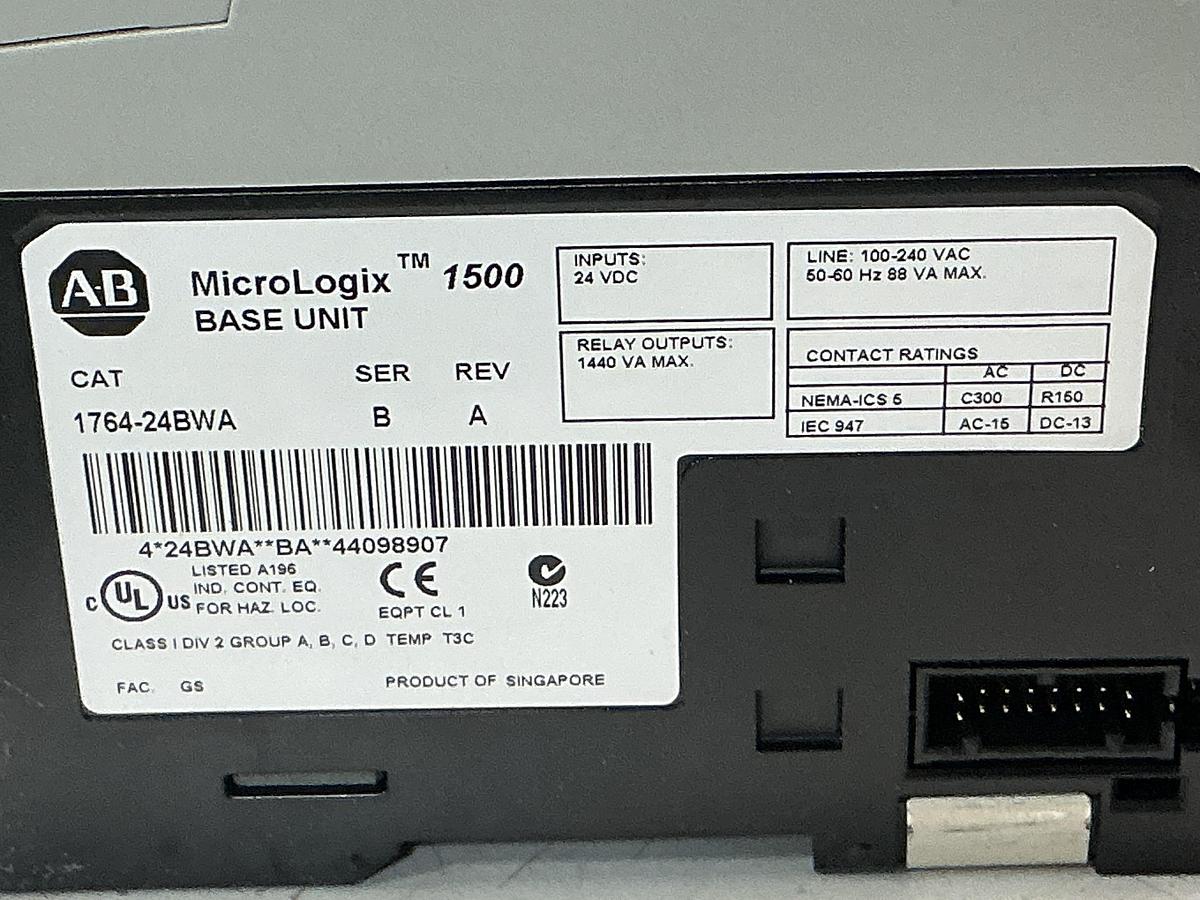 AB
MicroLogix™ 1500
BASE UNIT
CAT SER REV
1764-24BWA B A
INPUTS:
24 VDC
LINE: 100-240 VAC
50-60 Hz 88 VA MAX.
RELAY OUTPUTS:
1440 VA MAX.
CONTACT RATINGS
AC DC
NEMA-ICS 5 C300 R150
IEC 947 AC-15 DC-13
4*24BWA**BA**44098907
C UL US
LISTED A196
IND. CONT. EQ.
FOR HAZ. LOC.
CE
EQPT CL 1
N223
CLASS I DIV 2 GROUP A, B, C, D TEMP T3C
FAC. GS PRODUCT OF SINGAPORE